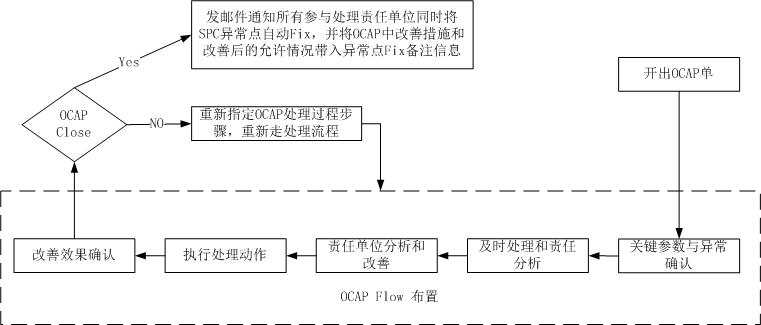 发邮件通知所有参与处理责任单位同时将
SPC异常点自动Fix，并将OCAP中改善措施和
改善后的允许情况带入异常点Fix备注信息
Yes
开出OCAP单
OCAP
Close
NO
重新指定OCAP处理过程步
骤，重新走处理流程
改善效果确认
执行处理动作
责任单位分析和
改善
及时处理和责任
分析
关键参数与异常
确认
OCAP Flow 布置